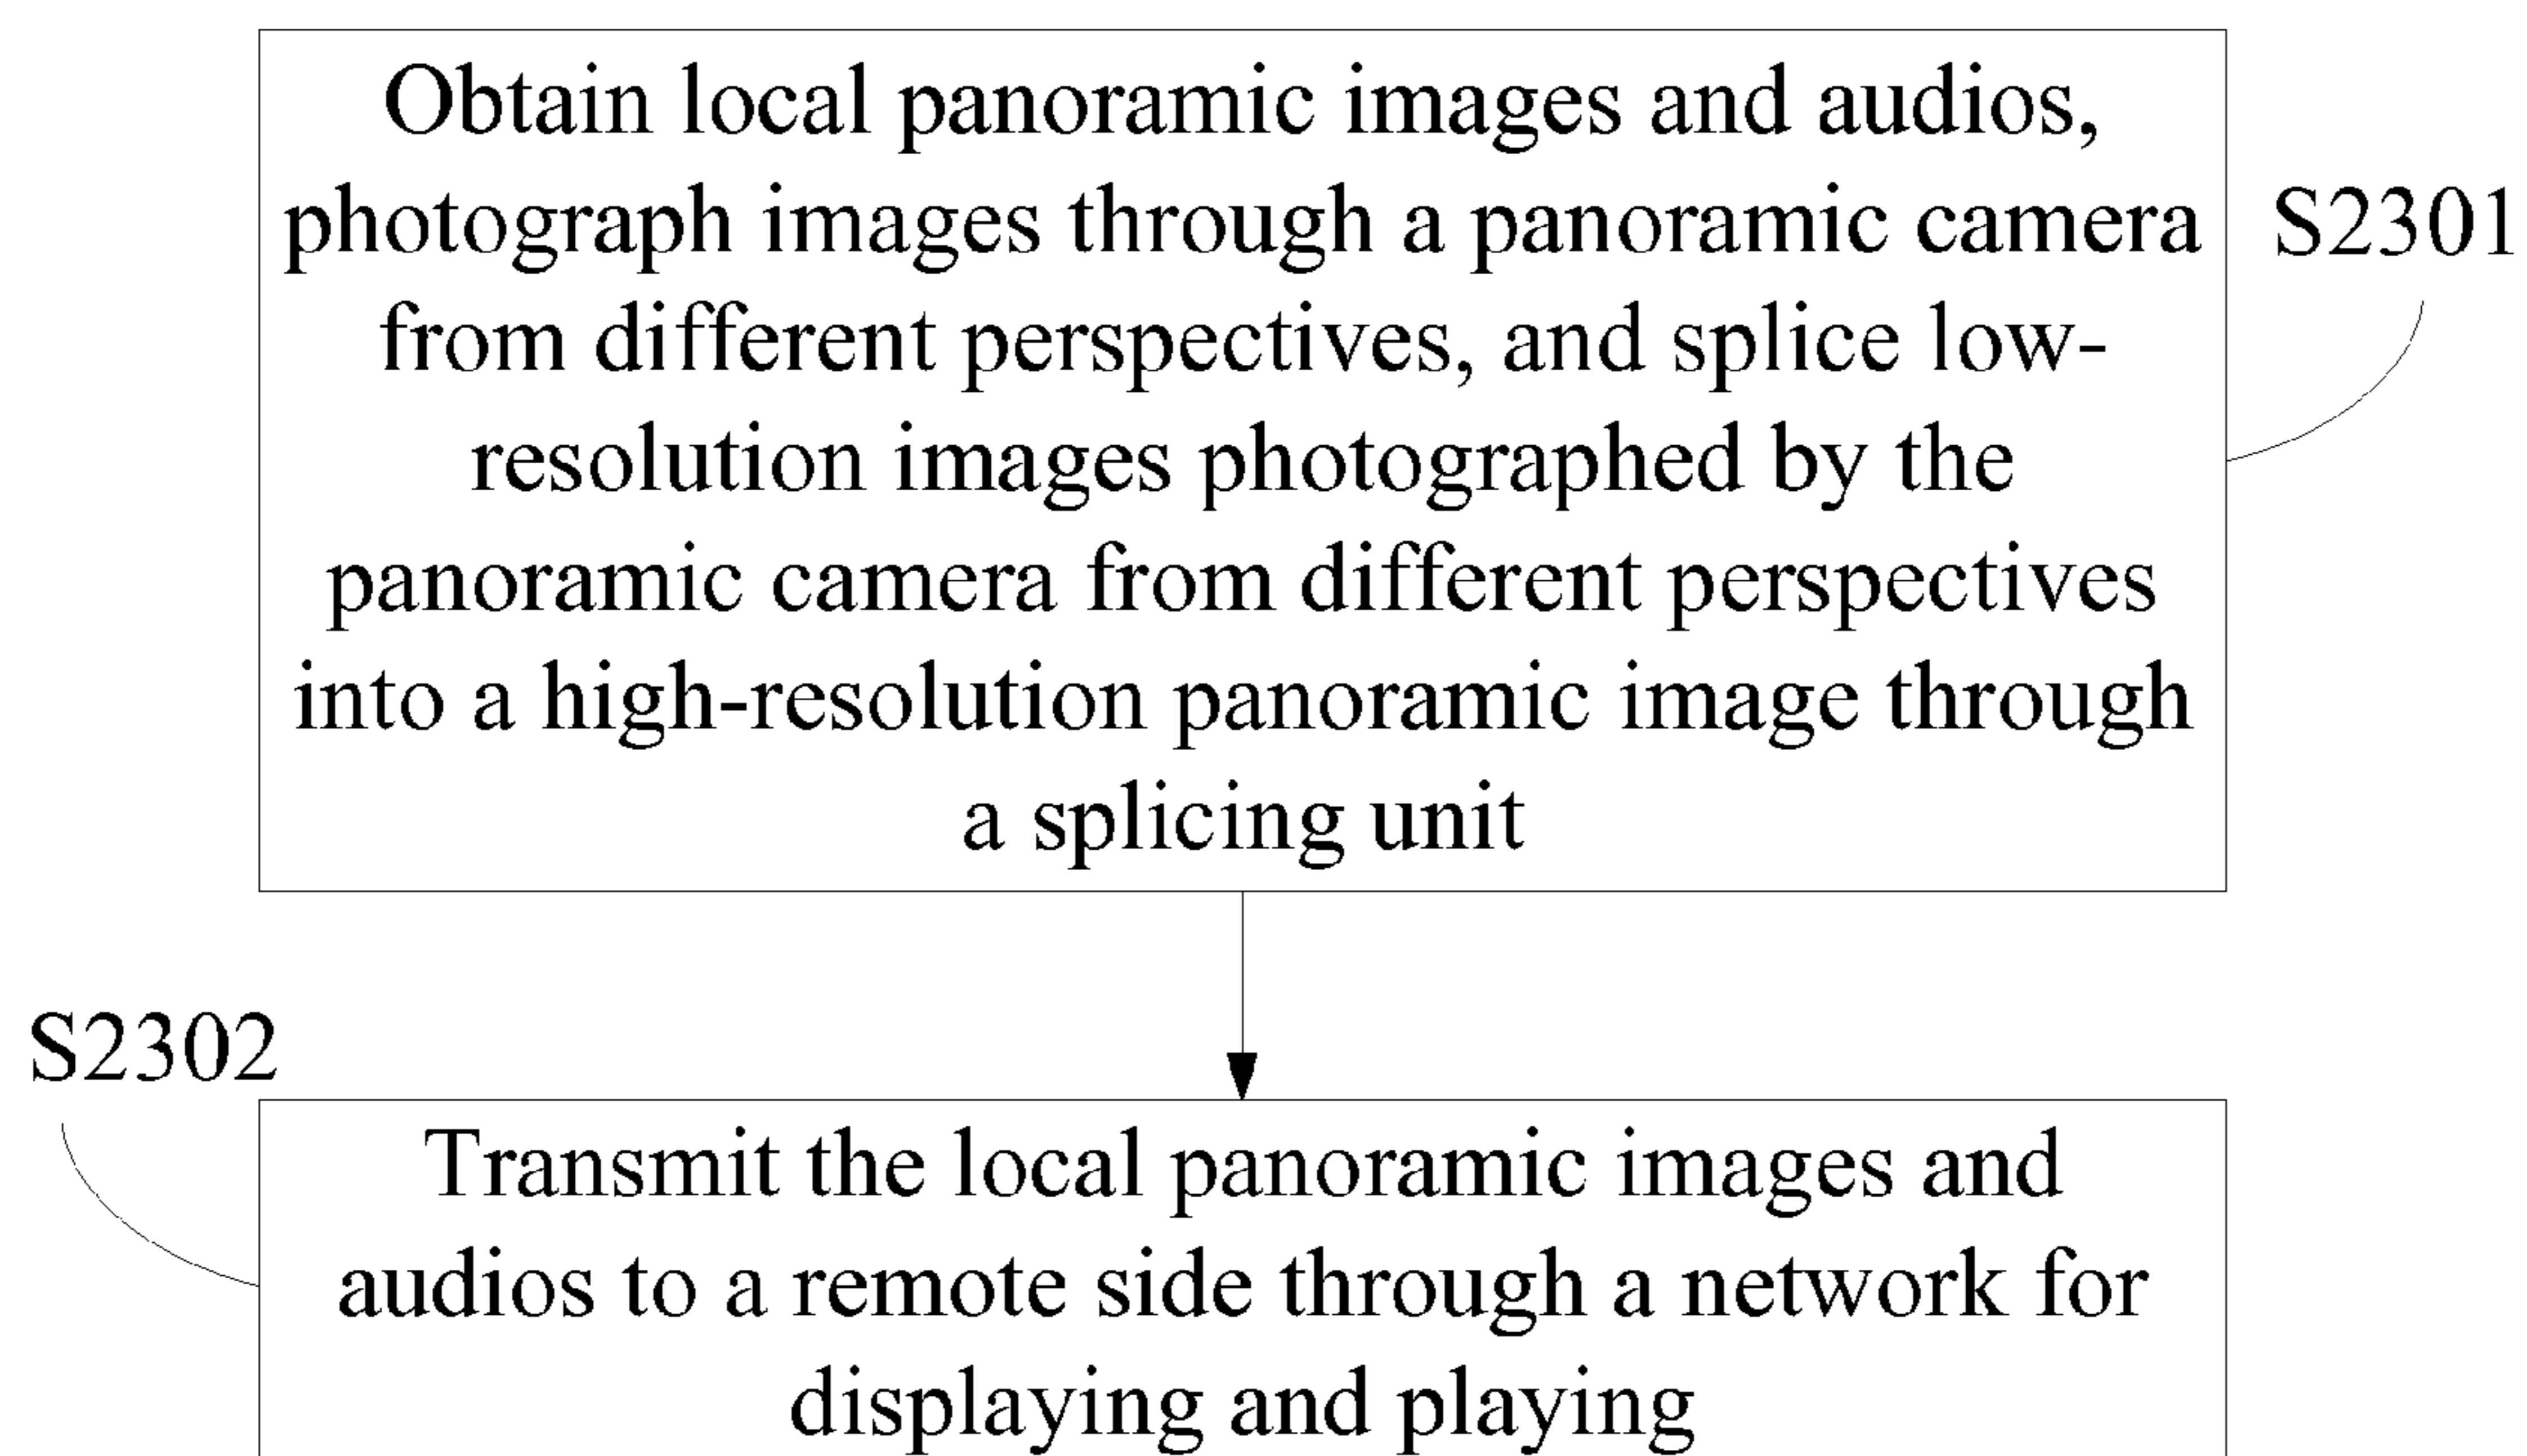 Obtain local panoramic images and audios,
photograph images through a panoramic camera
from different perspectives, and splice low-
resolution images photographed by the
panoramic camera from different perspectives
into a high-resolution panoramic image through
a splicing unit
S2301
S2302
Transmit the local panoramic images and
audios to a remote side through a network for
displaying and playing